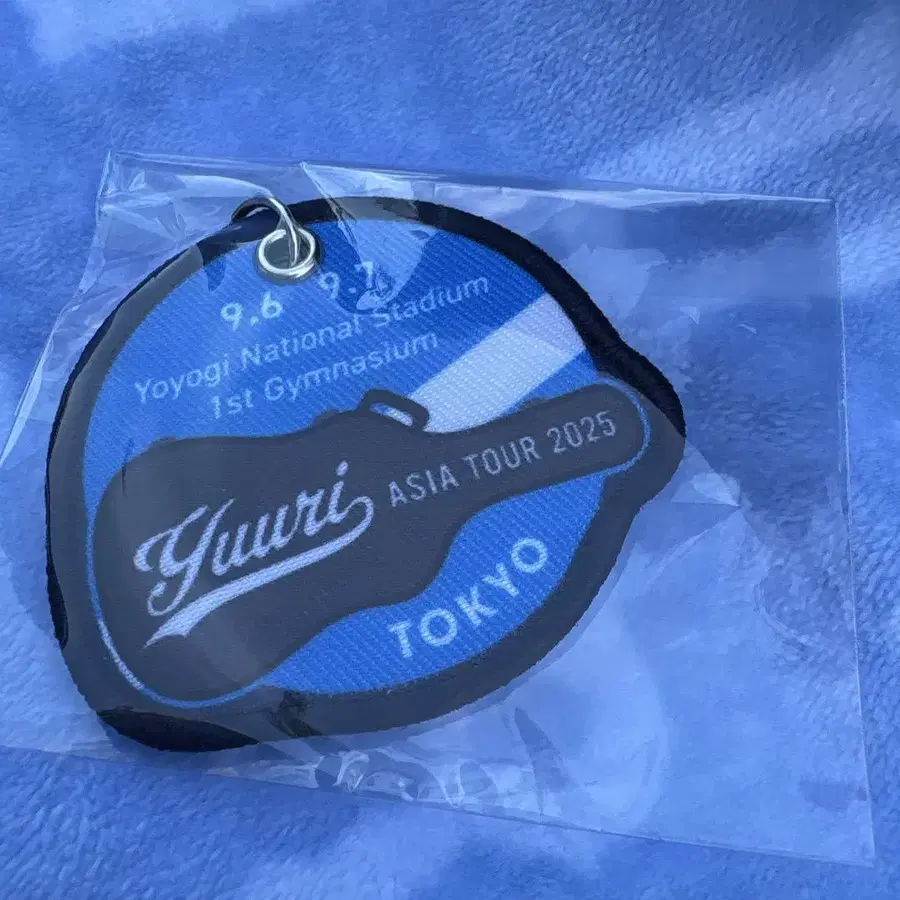 9.6 9.7
Yoyogi National Stadium
1st Gymnasium
yuuri
ASIA TOUR 2025
TOKYO